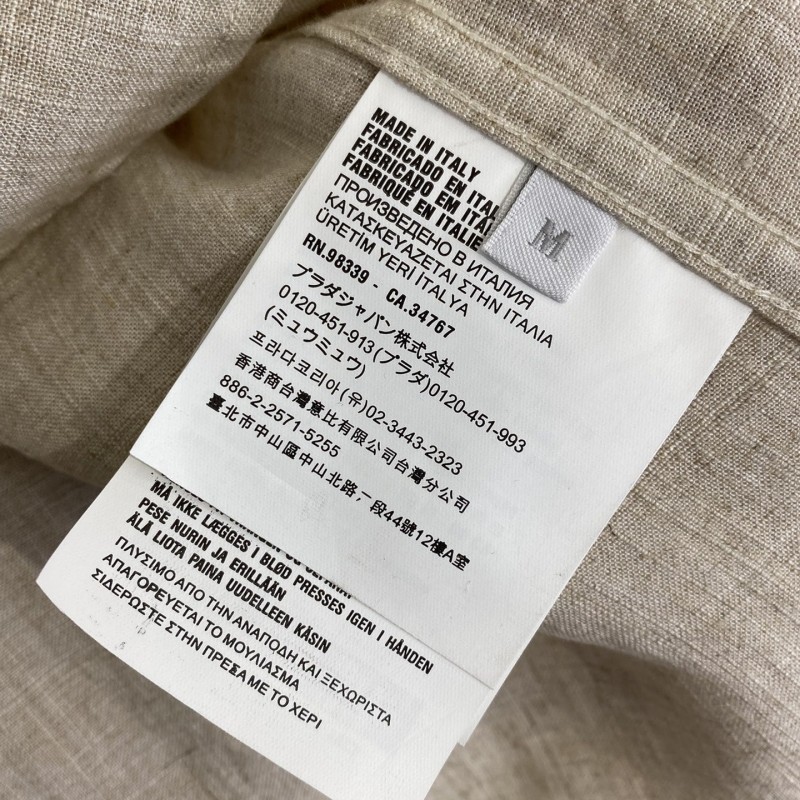 MADE IN ITALY
FABRICADO EN ITAL
FABRICADO EM ITAL
FABRIQUÉ EN ITALIE
ПРОИЗВЕДЕНО В ИТАЛИЯ
ΚΑΤΑΣΚΕΥΑΖΕΤΑΙ ΣΤΗΝ ΙΤΑΛΙΑ
ÜRETİM YERİ İTALYA
RN.98339 - CA.34767
プラダジャパン株式会社
0120-451-913(プラダ)0120-451-993
(ミュウミュウ)
프라다코리아(유)02-3443-2323
香港商台灣意比有限公司台灣分公司
886-2-2571-5255
臺北市中山區中山北路,一段44號12樓A室
M
MÅ IKKE LÆGGES I BLØD PRESSES IGEN I HÅNDEN
PESE NURIN JA ERILLÄÄN
ÄLÄ LIOTA PAINA UUDELLEEN KÄSIN
ΠΛΥΣΙΜΟ ΑΠΟ ΤΗΝ ΑΝΑΠΟΔΗ ΚΑΙ ΞΕΧΩΡΙΣΤΑ
ΑΠΑΓΟΡΕΥΕΤΑΙ ΤΟ ΜΟΥΛΙΑΣΜΑ
ΣΙΔΕΡΩΣΤΕ ΣΤΗΝ ΠΡΕΣΑ ΜΕ ΤΟ ΧΕΡΙ